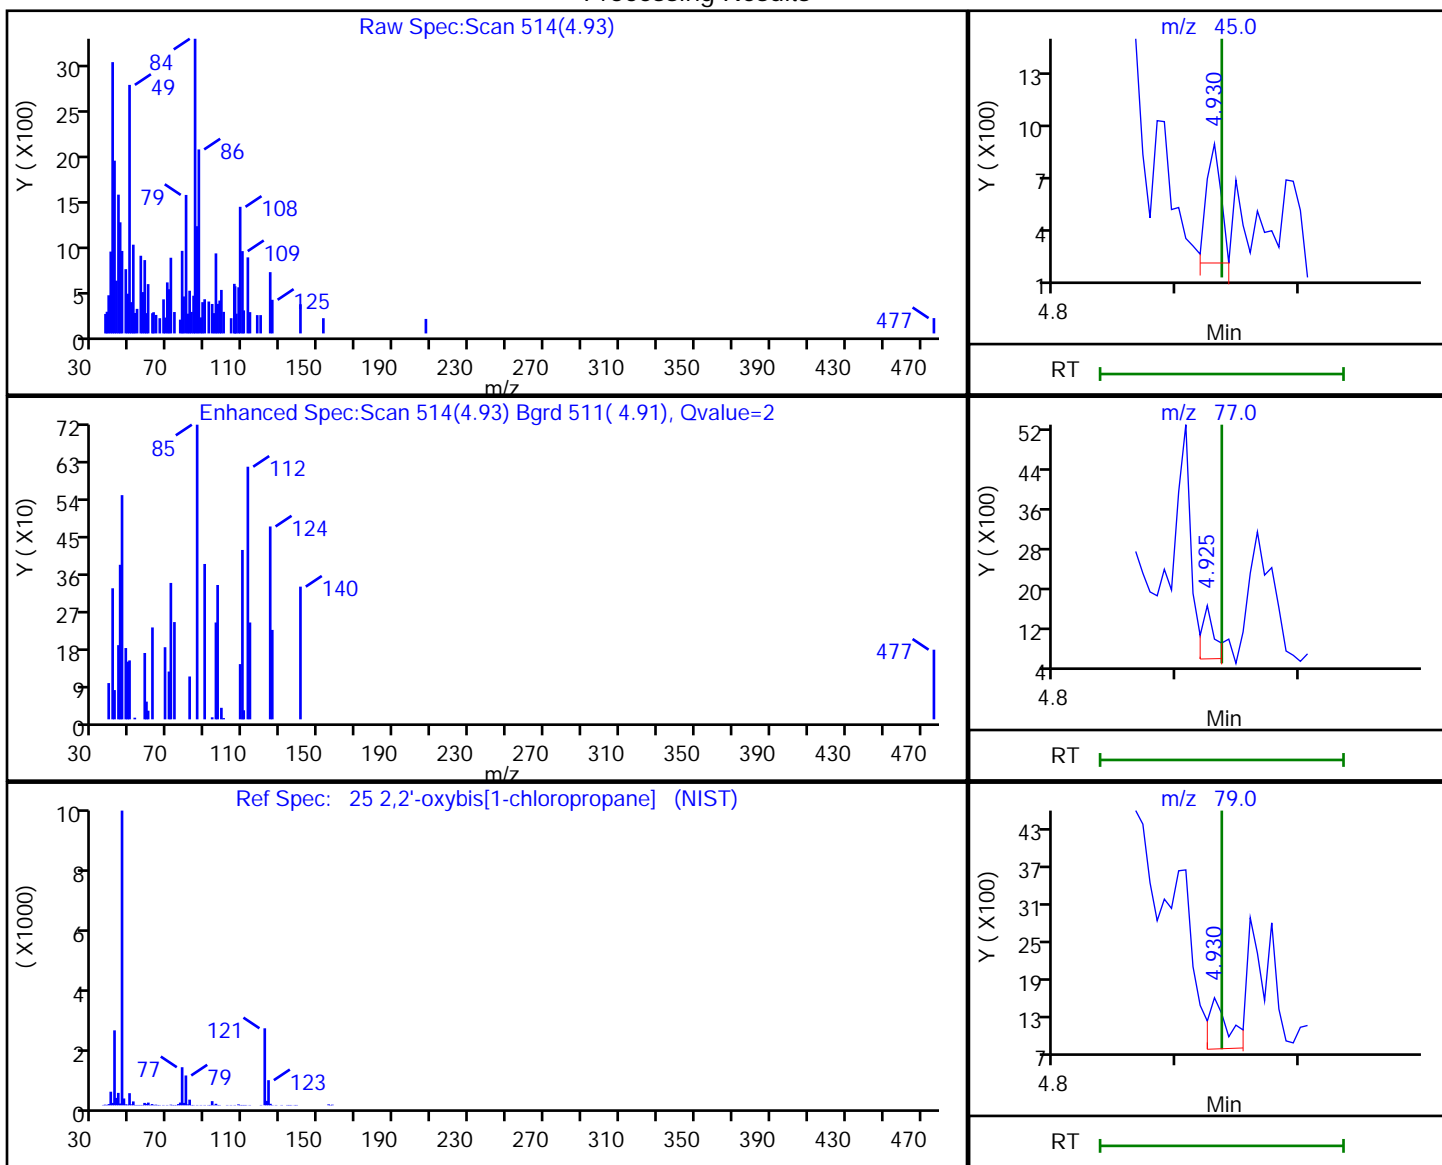 Processing Results
Raw Spec:Scan 514(4.93)
Y ( X100)
30
25
20
15
10
5
0
84
49
86
79
108
109
125
477
30 70 110 150 190 230 270 310 350 390 430 470
m/z
m/z 45.0
Y ( X100)
13
10
7
4
1
4.930
4.8
Min
RT
Enhanced Spec:Scan 514(4.93) Bgrd 511( 4.91), Qvalue=2
Y ( X10)
72
63
54
45
36
27
18
9
0
85
112
124
140
477
30 70 110 150 190 230 270 310 350 390 430 470
m/z
m/z 77.0
Y ( X100)
52
44
36
28
20
12
4
4.925
4.8
Min
RT
Ref Spec: 25 2,2'-oxybis[1-chloropropane] (NIST)
( X1000)
10
8
6
4
2
0
121
77
79
123
30 70 110 150 190 230 270 310 350 390 430 470
m/z 79.0
Y ( X100)
43
37
31
25
19
13
7
4.930
4.8
Min
RT